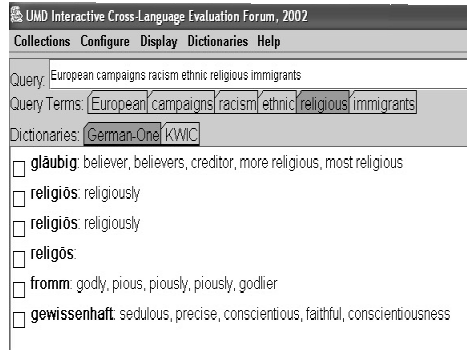 UMD Interactive Cross-Language Evaluation Forum, 2002
Collections Configure Display Dictionaries Help
Query: European campaigns racism ethnic religious immigrants
Query Terms: European campaigns racism ethnic religious immigrants
Dictionaries: German-One KWIC
gläubig: believer, believers, creditor, more religious, most religious
religiös: religiously
religiös: religiously
religös:
fromm: godly, pious, piously, piously, godlier
gewissenhaft: sedulous, precise, conscientious, faithful, conscientiousness